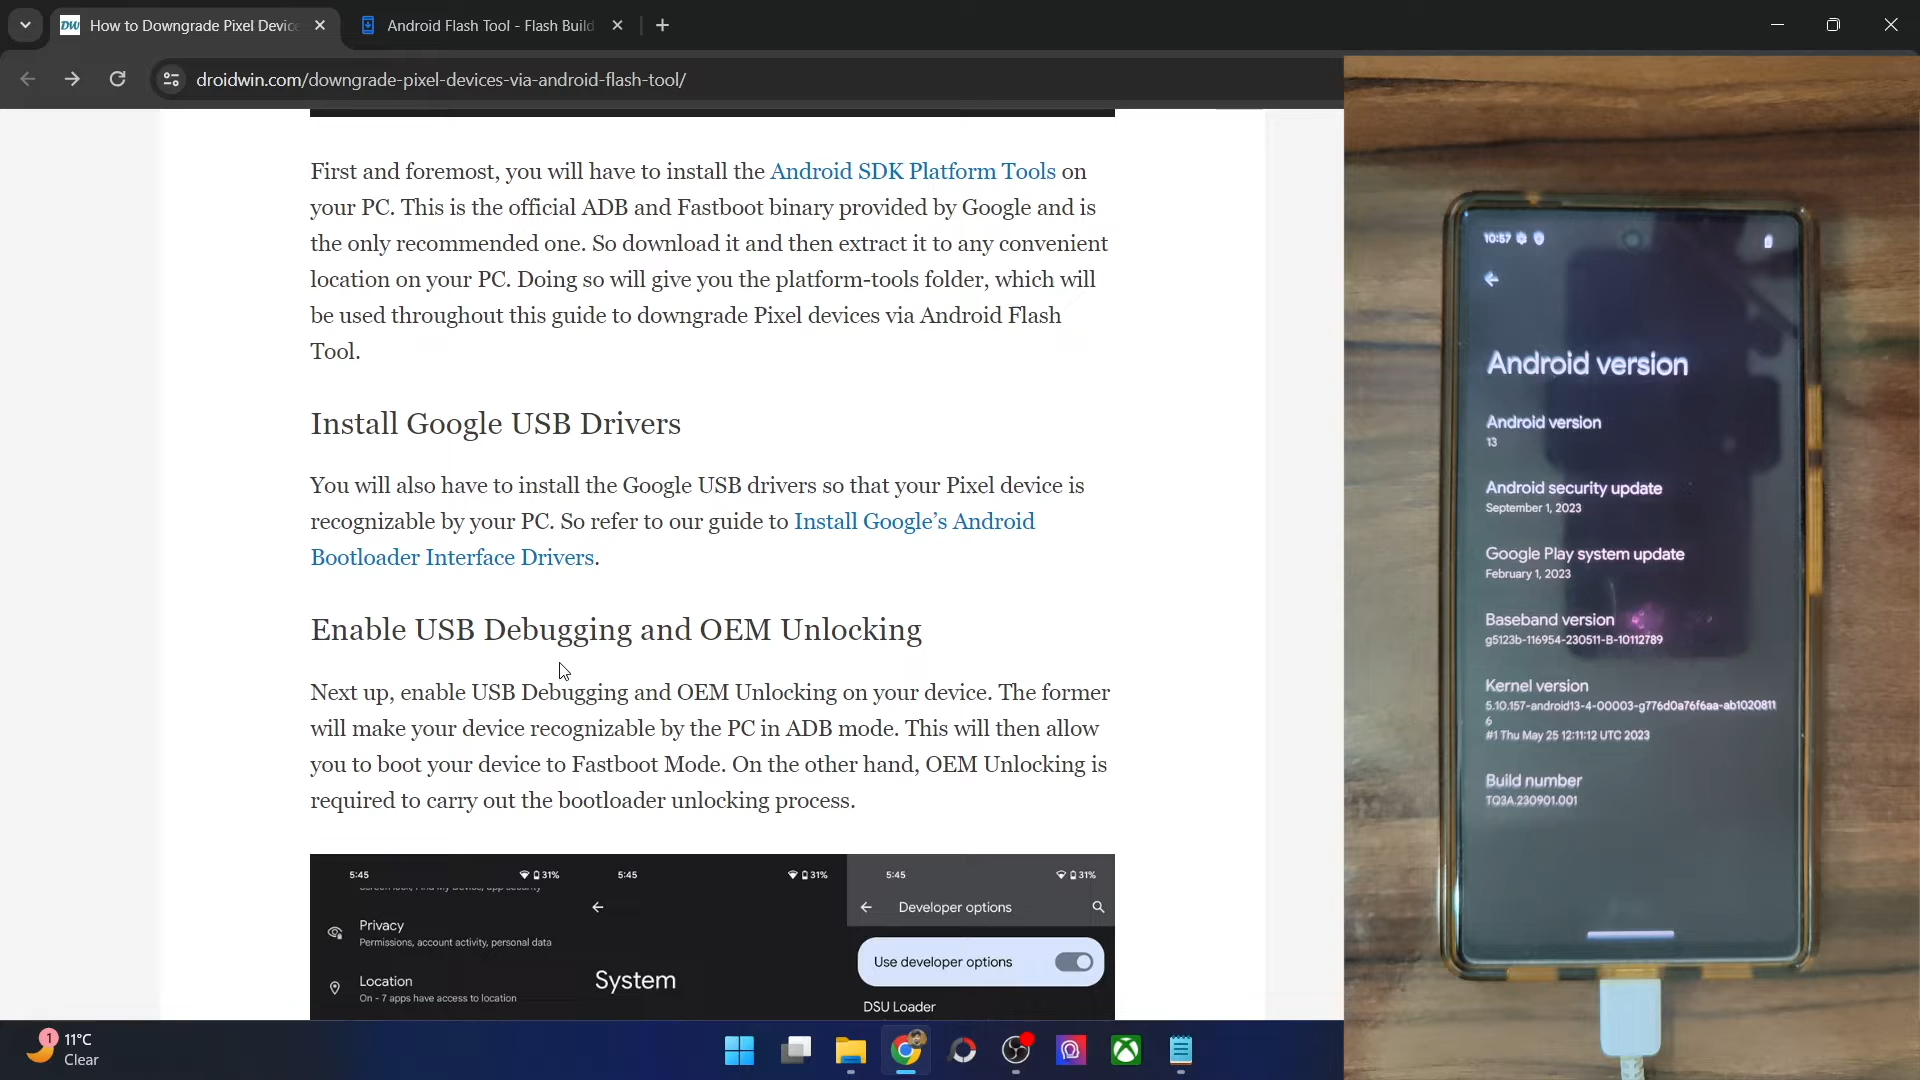 How to Downgrade Pixel Device
Android Flash Tool - Flash Build
droidwin.com/downgrade-pixel-devices-via-android-flash-tool/
First and foremost, you will have to install the Android SDK Platform Tools on
your PC. This is the official ADB and Fastboot binary provided by Google and is
the only recommended one. So download it and then extract it to any convenient
location on your PC. Doing so will give you the platform-tools folder, which will
be used throughout this guide to downgrade Pixel devices via Android Flash
Tool.
Install Google USB Drivers
You will also have to install the Google USB drivers so that your Pixel device is
recognizable by your PC. So refer to our guide to Install Google’s Android
Bootloader Interface Drivers.
Enable USB Debugging and OEM Unlocking
Next up, enable USB Debugging and OEM Unlocking on your device. The former
will make your device recognizable by the PC in ADB mode. This will then allow
you to boot your device to Fastboot Mode. On the other hand, OEM Unlocking is
required to carry out the bootloader unlocking process.
5:45 31%
Privacy
Permissions, account activity, personal data
Location
On - 7 apps have access to location
5:45 31%
System
5:45 31%
Developer options
Use developer options
DSU Loader
1
11°C
Clear
10:57
Android version
Android version
13
Android security update
September 1, 2023
Google Play system update
February 1, 2023
Baseband version
g5123b-116954-230511-B-10112789
Kernel version
5.10.157-android13-4-00003-g776d0a76f6aa-ab1020811
6
#1 Thu May 25 12:11:12 UTC 2023
Build number
TQ3A.230901.001